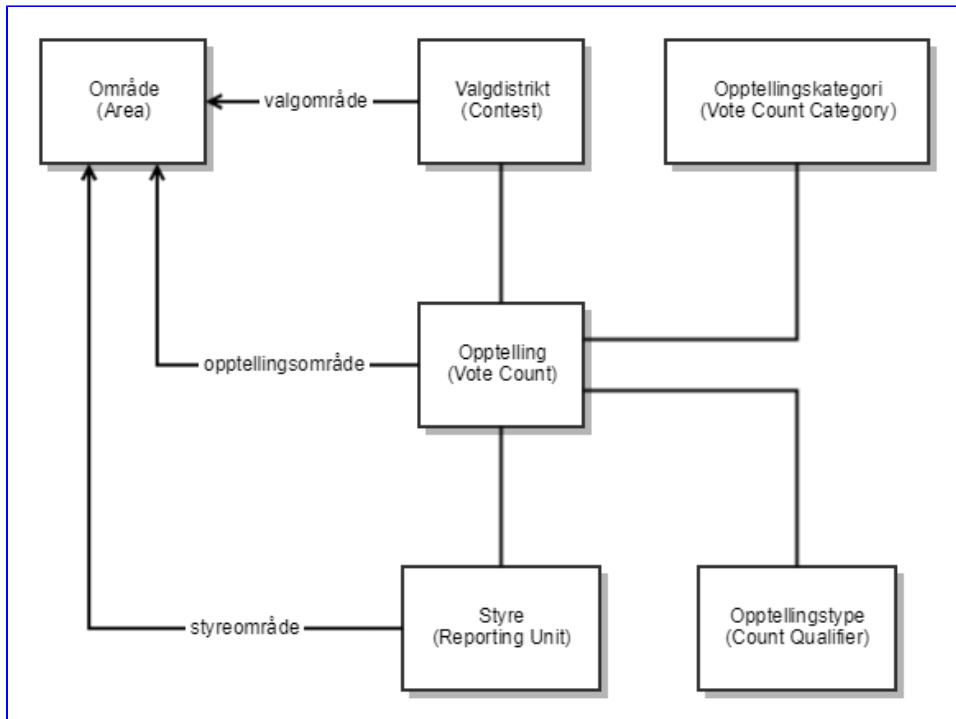 Område
(Area)
valgområde
Valgdistrikt
(Contest)
Opptellingskategori
(Vote Count Category)
opptellingsområde
Opptelling
(Vote Count)
styreområde
Styre
(Reporting Unit)
Opptellingstype
(Count Qualifier)